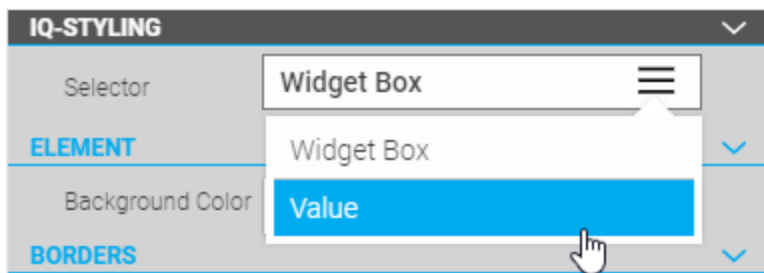 IQ-STYLING
Selector
Widget Box
ELEMENT
Widget Box
Background Color
Value
BORDERS